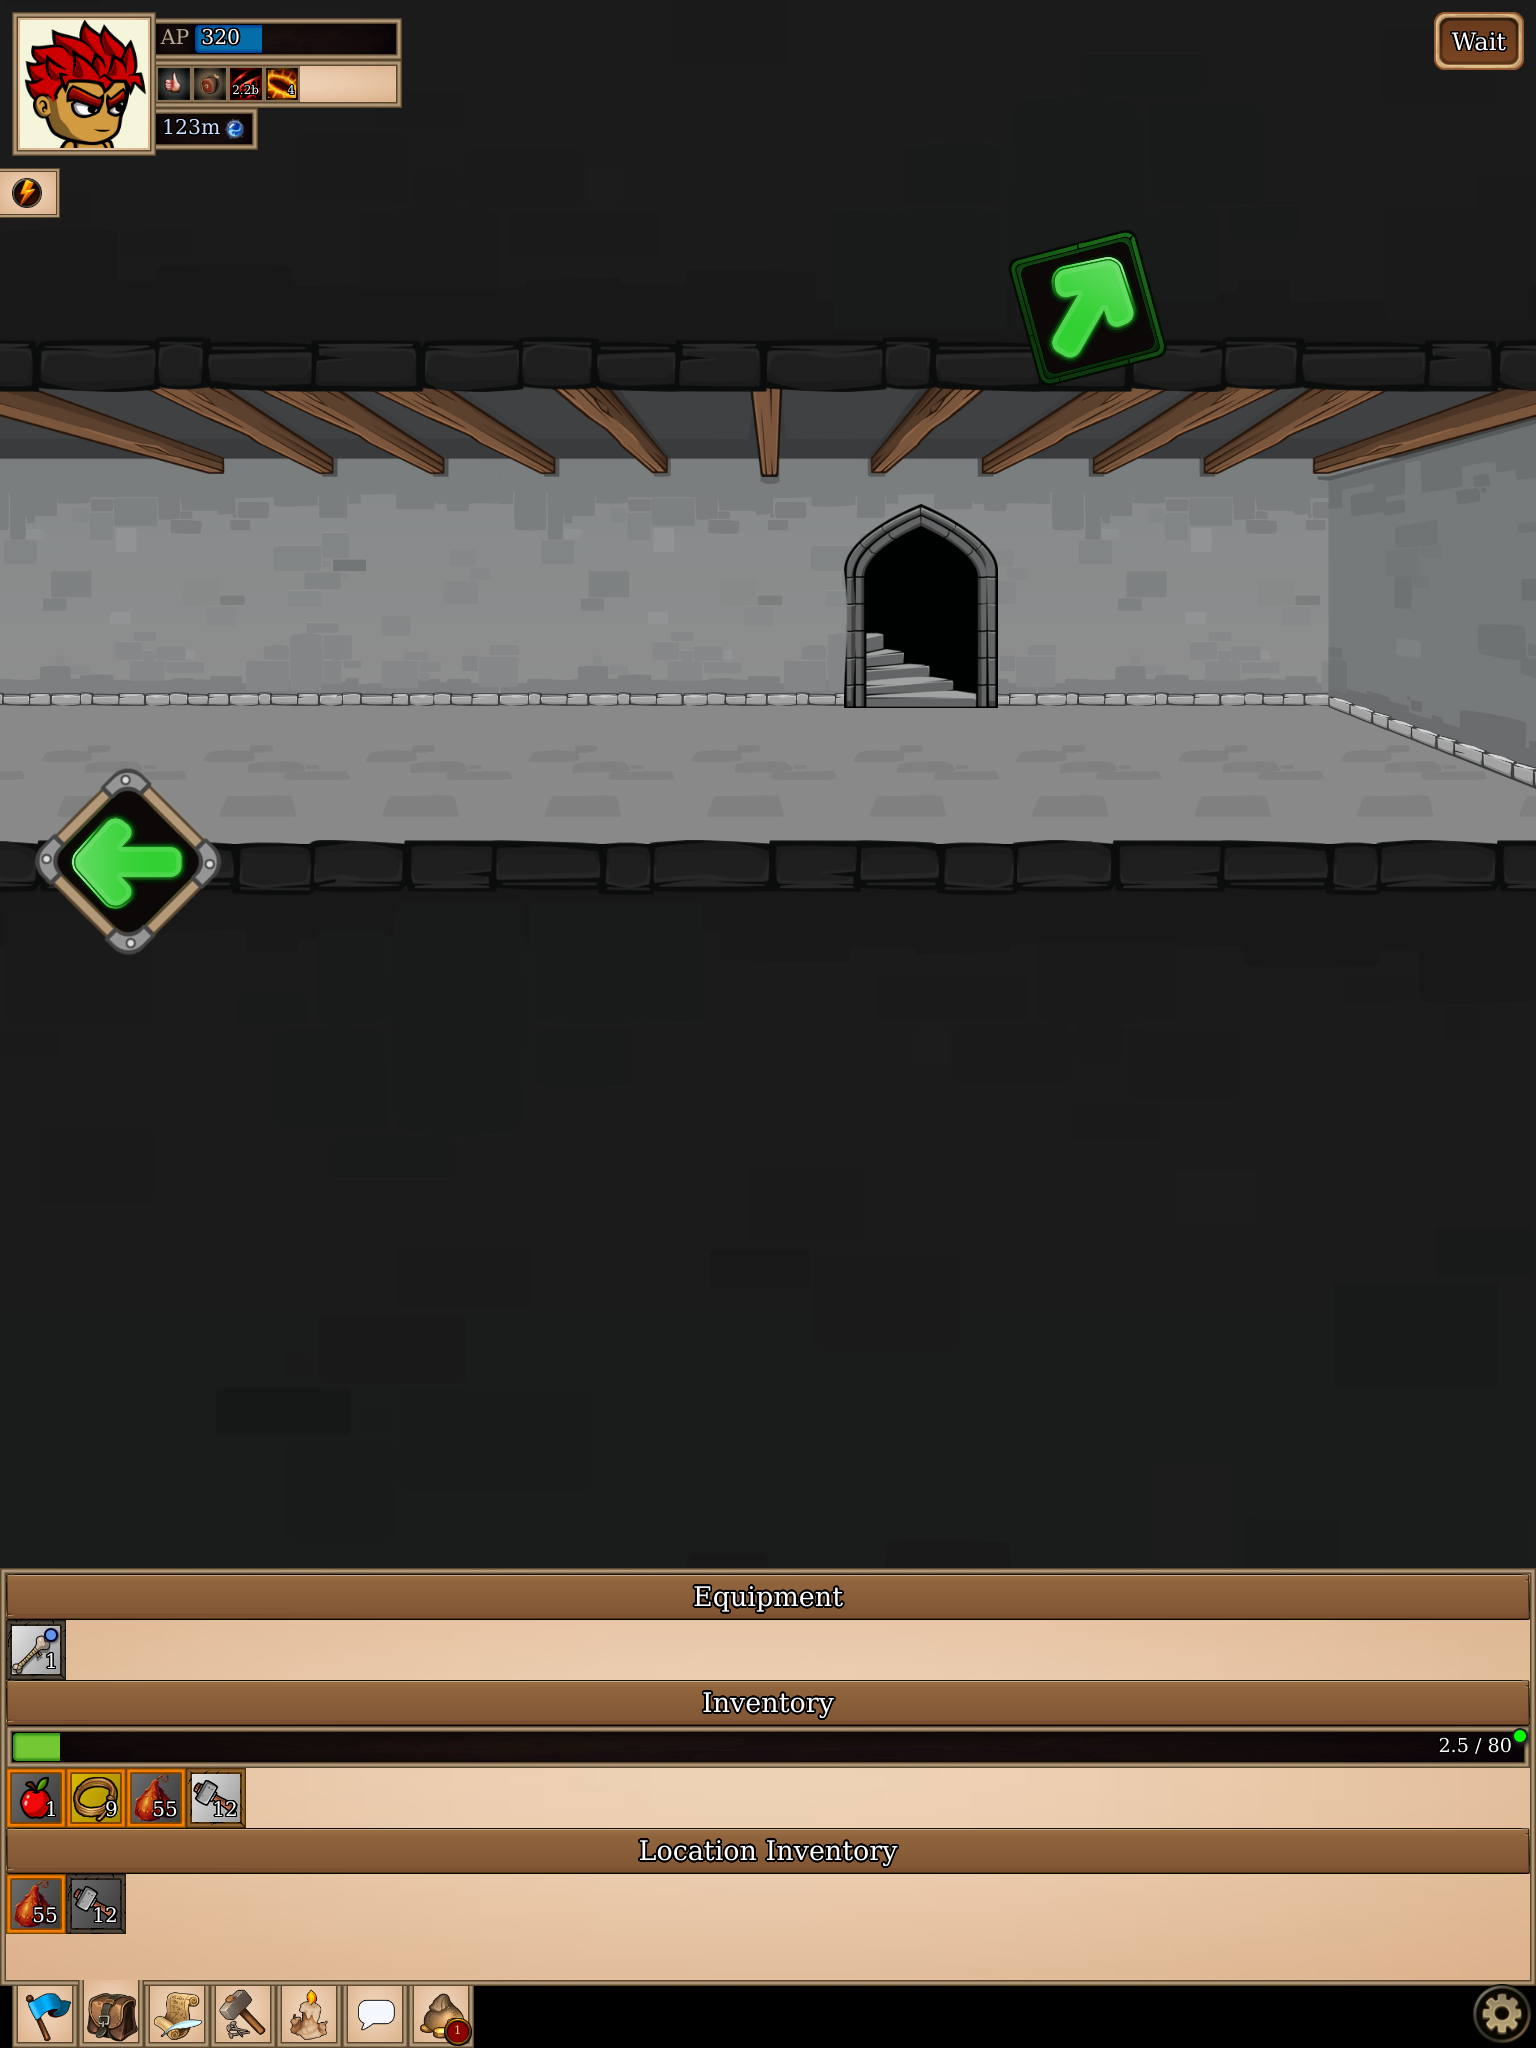 AP 320
Wait
2.2b
4
123m
Equipment
1
Inventory
2.5 / 80
1
9
55
12
Location Inventory
55
12
1